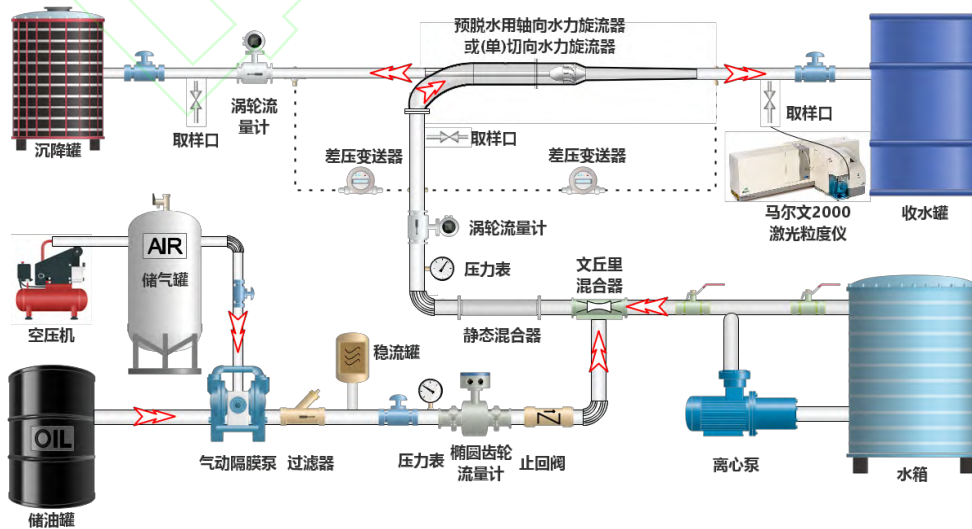 预脱水用轴向水力旋流器
或(单)切向水力旋流器
涡轮流
量计
取样口
沉降罐
取样口
取样口
差压变送器
差压变送器
马尔文2000
激光粒度仪
收水罐
AIR
储气罐
空压机
涡轮流量计
压力表
文丘里
混合器
静态混合器
稳流罐
OIL
储油罐
气动隔膜泵
过滤器
压力表
椭圆齿轮
流量计
止回阀
离心泵
水箱